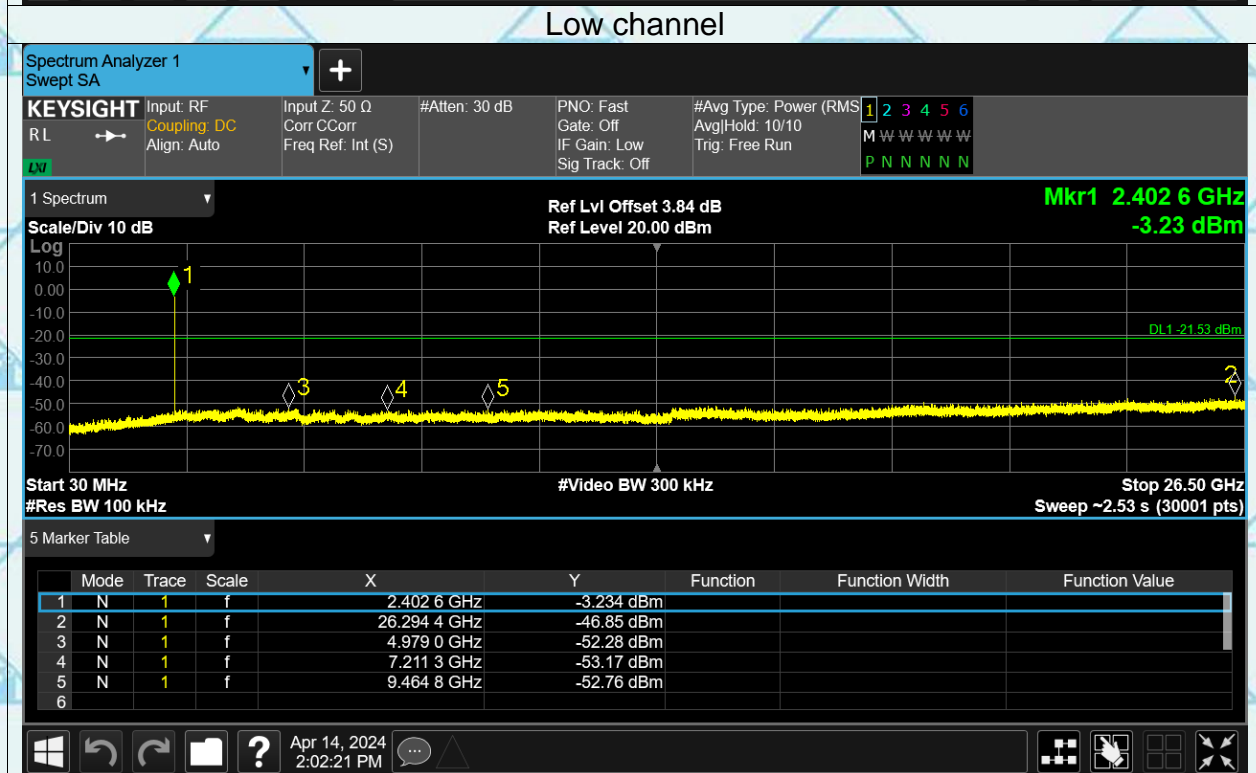 Low channel
Spectrum Analyzer 1
Swept SA
KEYSIGHT Input: RF Input Z: 50 Ω #Atten: 30 dB PNO: Fast #Avg Type: Power (RMS 1 2 3 4 5 6
RL Coupling: DC Corr CCorr Gate: Off Avg|Hold: 10/10 M W W W W W
Align: Auto Freq Ref: Int (S) IF Gain: Low Trig: Free Run
LXI Sig Track: Off P N N N N N
1 Spectrum Ref Lvl Offset 3.84 dB Mkr1 2.402 6 GHz
Scale/Div 10 dB Ref Level 20.00 dBm -3.23 dBm
Log
10.0 1
0.00
-10.0
-20.0 DL1 -21.53 dBm
-30.0
-40.0 3 4 5 2
-50.0
-60.0
-70.0
Start 30 MHz #Video BW 300 kHz Stop 26.50 GHz
#Res BW 100 kHz Sweep ~2.53 s (30001 pts)
5 Marker Table
Mode Trace Scale X Y Function Function Width Function Value
1 N 1 f 2.402 6 GHz -3.234 dBm
2 N 1 f 26.294 4 GHz -46.85 dBm
3 N 1 f 4.979 0 GHz -52.28 dBm
4 N 1 f 7.211 3 GHz -53.17 dBm
5 N 1 f 9.464 8 GHz -52.76 dBm
6
? Apr 14, 2024
2:02:21 PM